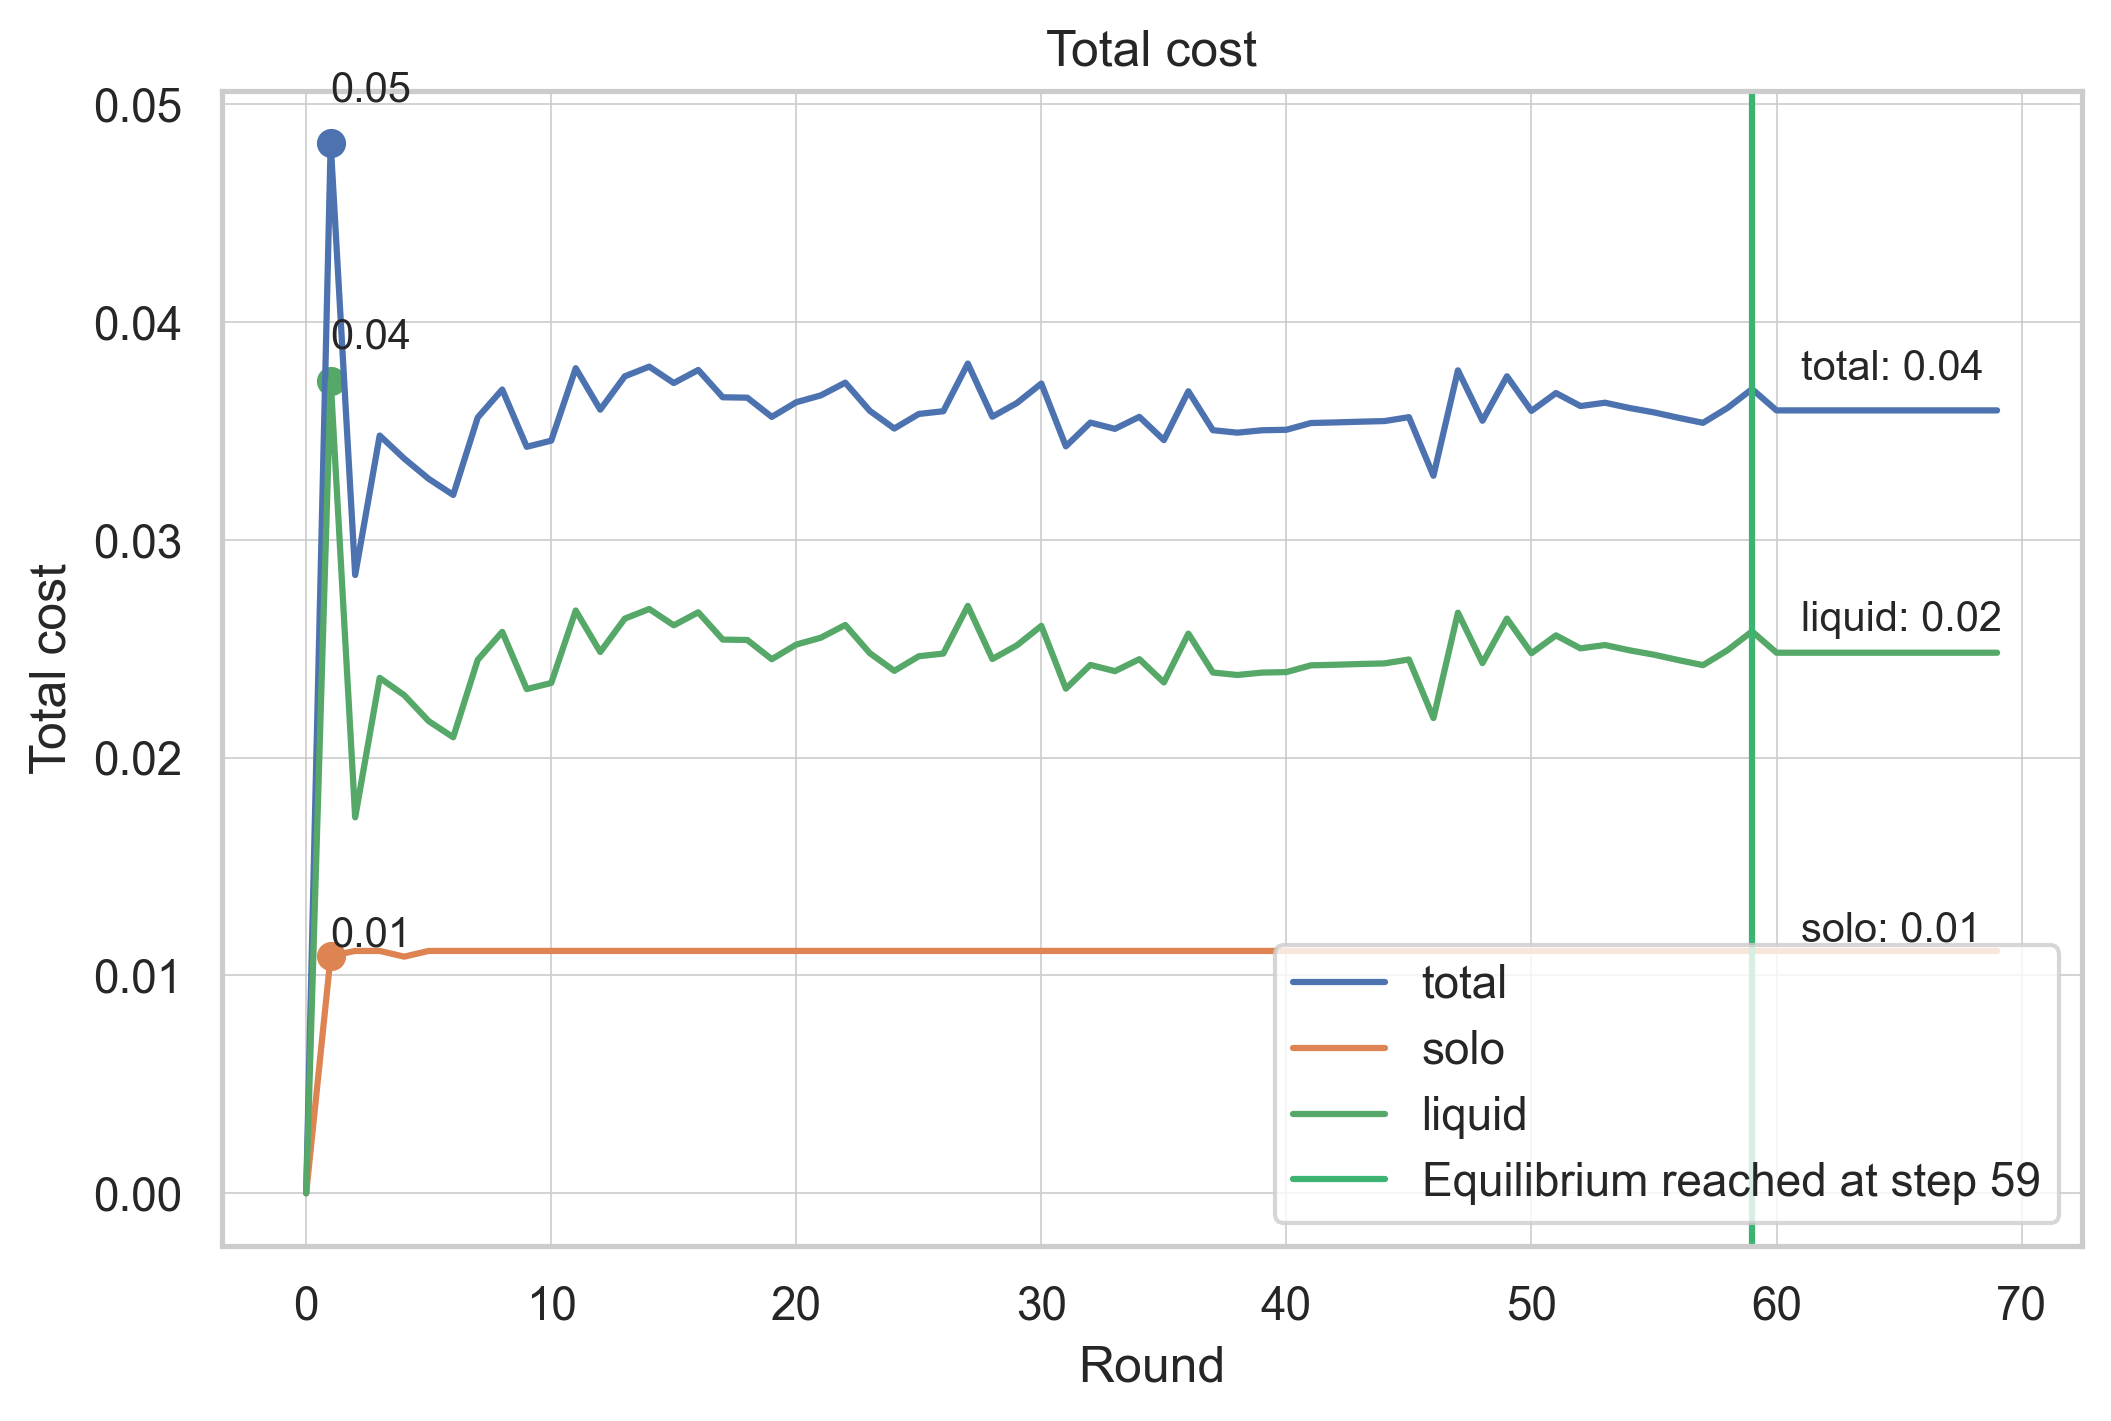 Total cost
0.05
0.05
0.04
0.04
total: 0.04
0.03
liquid: 0.02
Total cost
0.02
0.01
solo: 0.01
0.01
total
solo
liquid
Equilibrium reached at step 59
0.00
0 10 20 30 40 50 60 70
Round